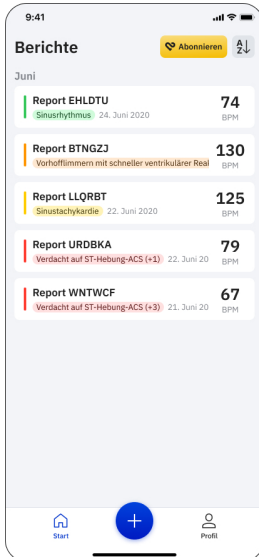 9:41
Berichte
Abonnieren
Juni
Report EHLDTU
74
Sinusrhythmus 24. Juni 2020
BPM
Report BTNGZJ
130
Vorhofflimmern mit schneller ventrikulärer Real
BPM
Report LLQRBT
125
Sinustachykardie 22. Juni 2020
BPM
Report URDBKA
79
Verdacht auf ST-Hebung-ACS (+1) 22. Juni 20
BPM
Report WNTWCF
67
Verdacht auf ST-Hebung-ACS (+3) 21. Juni 20
BPM
Start
Profil